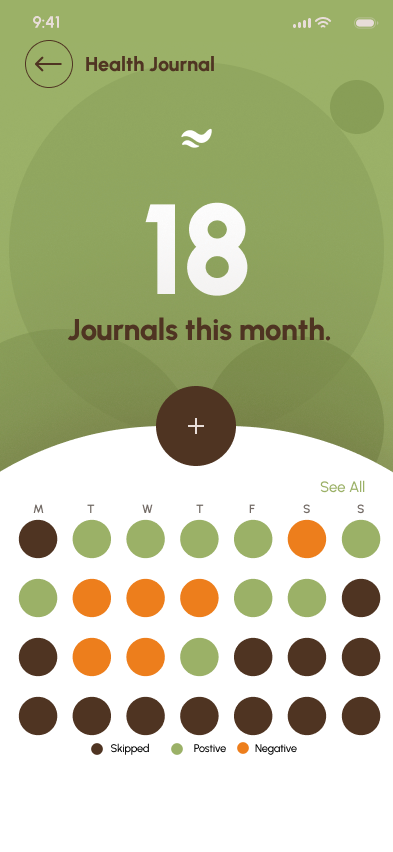 9:41
Health Journal
18
Journals this month.
See All
M T W T F S S
Skipped Postive Negative